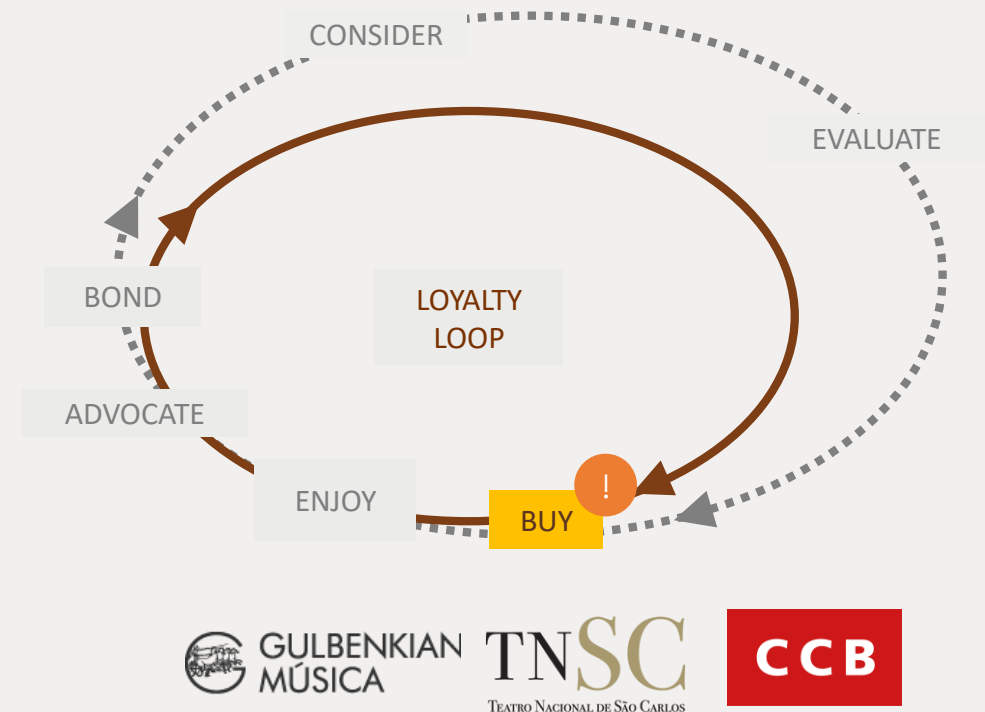 CONSIDER
EVALUATE
BOND
LOYALTY
LOOP
ADVOCATE
ENJOY
!
BUY
GULBENKIAN
MÚSICA
TNSC
TEATRO NACIONAL DE SÃO CARLOS
CCB